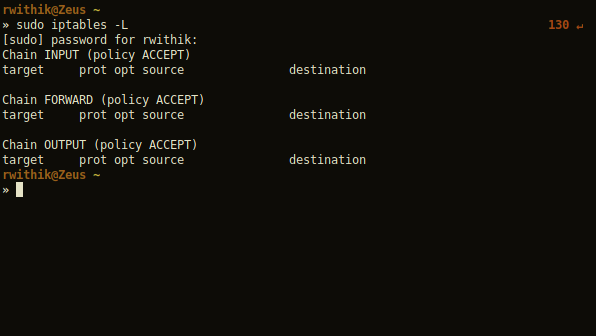 rwithik@Zeus ~
» sudo iptables -L 130 ↵
[sudo] password for rwithik:
Chain INPUT (policy ACCEPT)
target     prot opt source               destination
Chain FORWARD (policy ACCEPT)
target     prot opt source               destination
Chain OUTPUT (policy ACCEPT)
target     prot opt source               destination
rwithik@Zeus ~
»